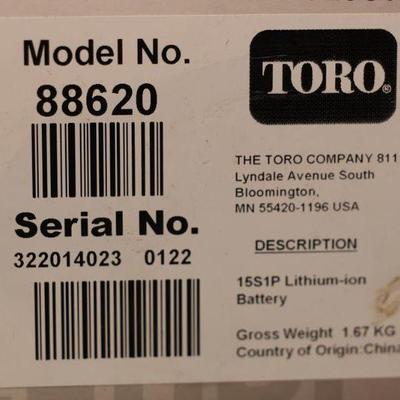 Model No.
88620
TORO®
THE TORO COMPANY 811
Lyndale Avenue South
Bloomington,
MN 55420-1196 USA
Serial No.
322014023 0122
DESCRIPTION
15S1P Lithium-ion
Battery
Gross Weight 1.67 KG
Country of Origin:China